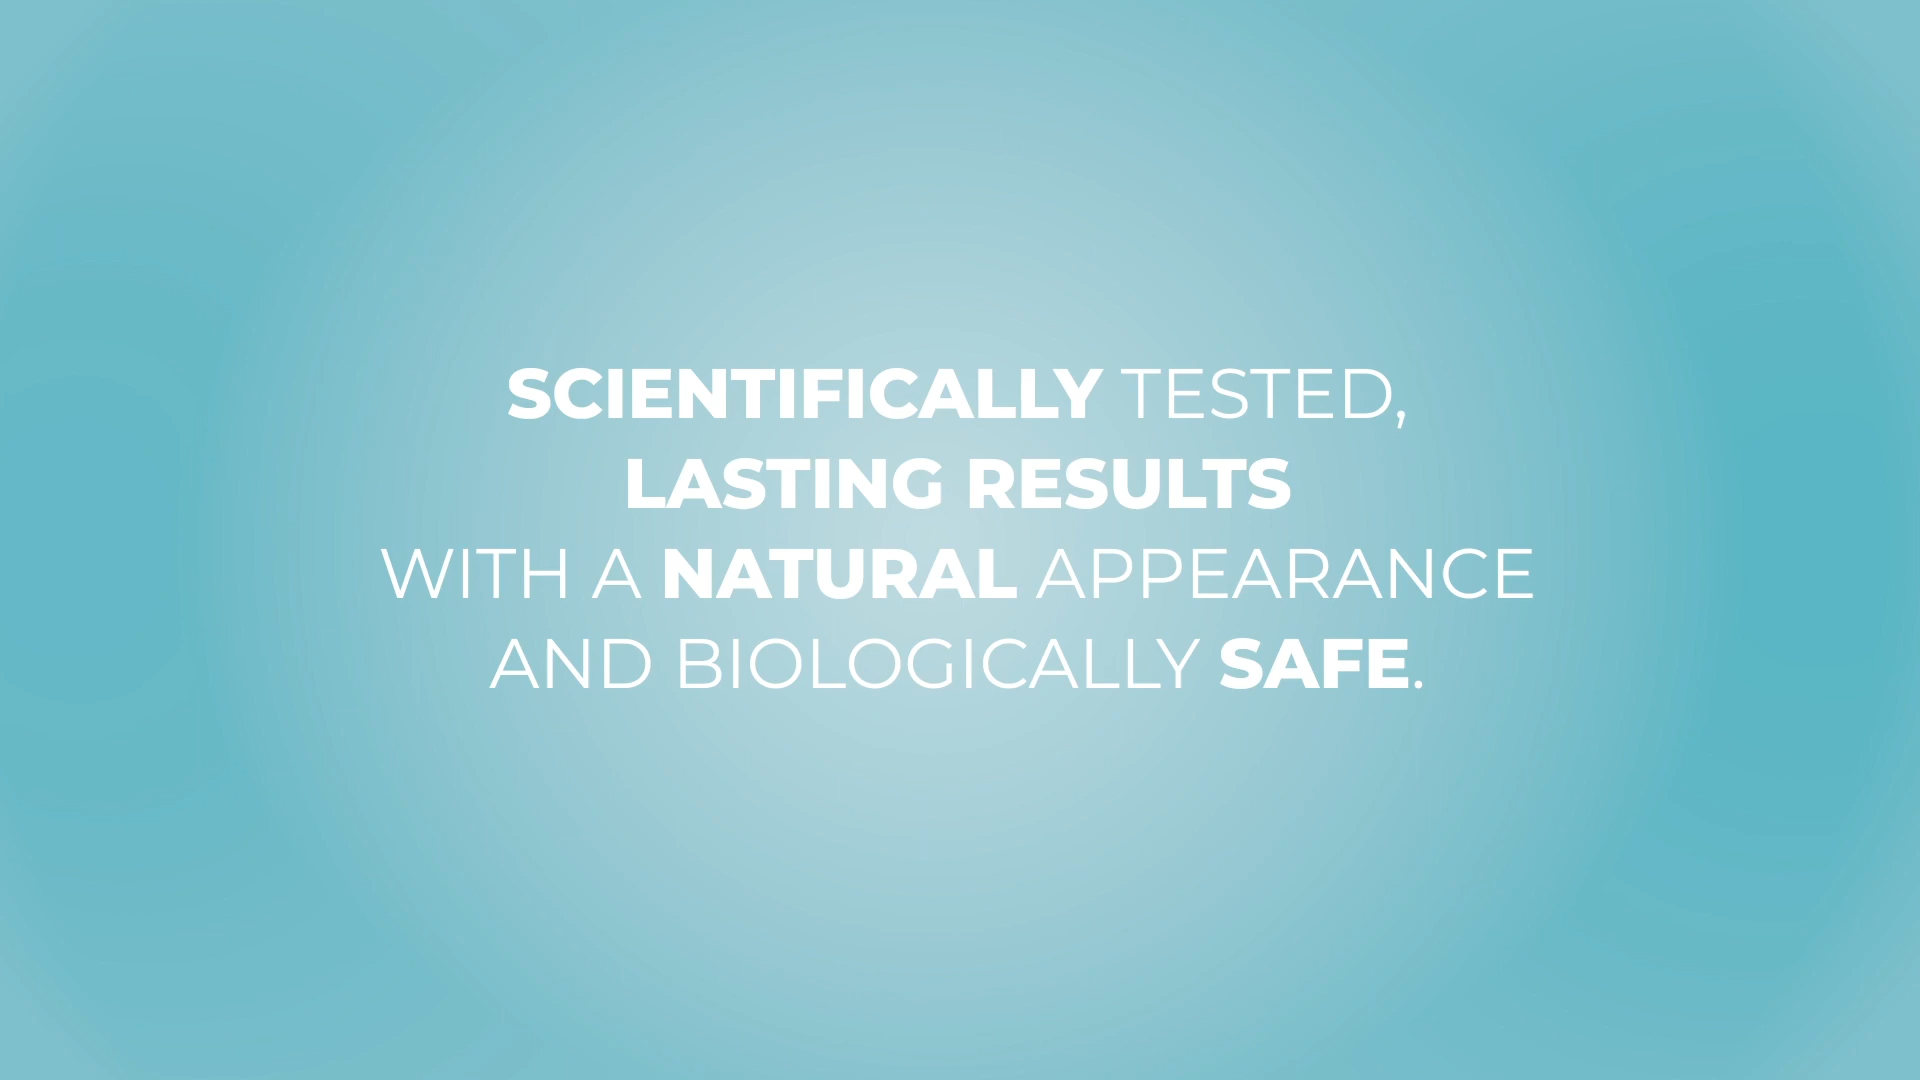 SCIENTIFICALLY TESTED,
LASTING RESULTS
WITH A NATURAL APPEARANCE
AND BIOLOGICALLY SAFE.